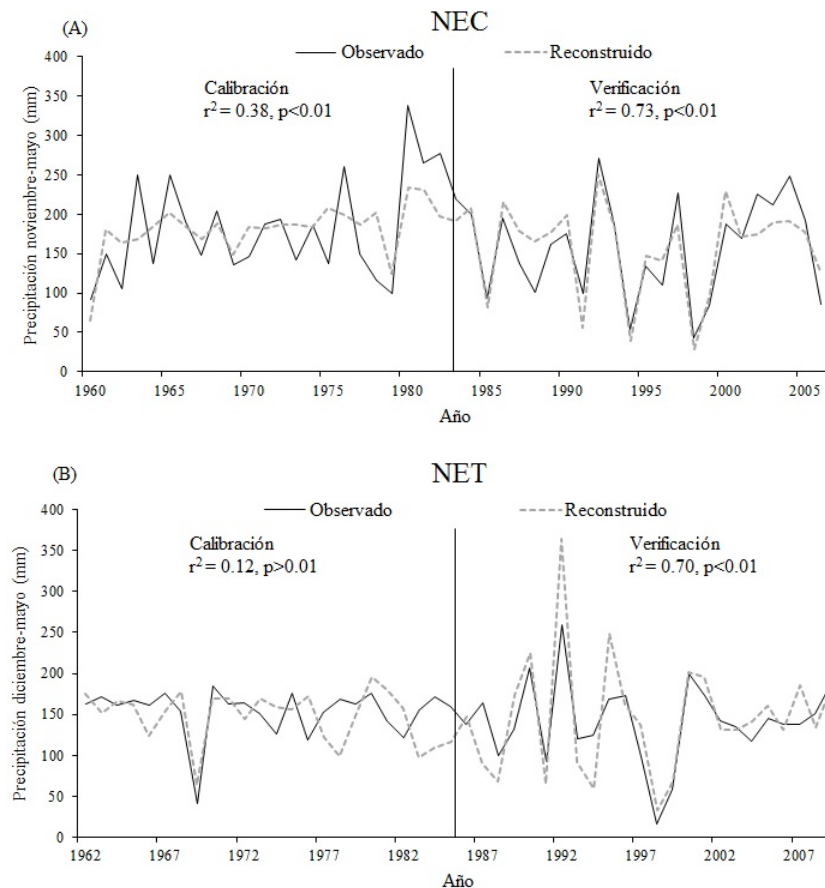 (A)
NEC
Observado
Reconstruido
Calibración
r² = 0.38, p<0.01
Verificación
r² = 0.73, p<0.01
Precipitación noviembre-mayo (mm)
400
350
300
250
200
150
100
50
0
1960 1965 1970 1975 1980 1985 1990 1995 2000 2005
Año
(B)
NET
Observado
Reconstruido
Calibración
r² = 0.12, p>0.01
Verificación
r² = 0.70, p<0.01
Precipitación diciembre-mayo (mm)
400
350
300
250
200
150
100
50
0
1962 1967 1972 1977 1982 1987 1992 1997 2002 2007
Año